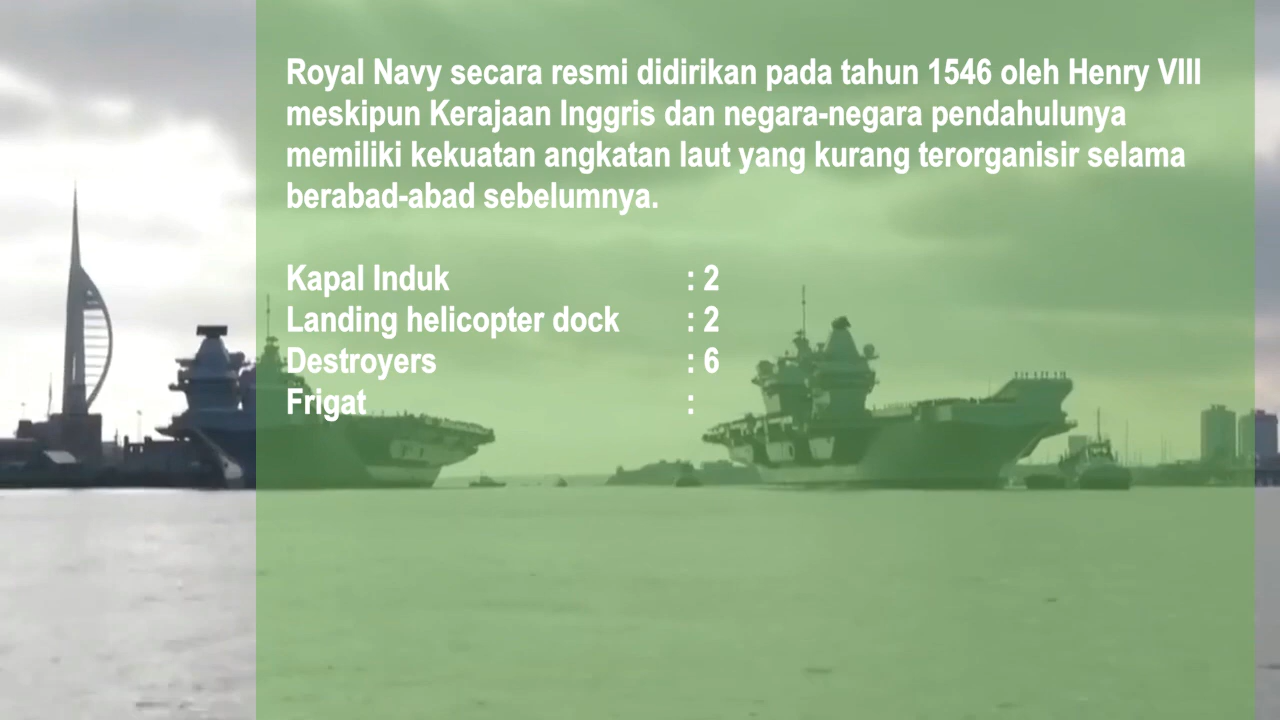 Royal Navy secara resmi didirikan pada tahun 1546 oleh Henry VIII
meskipun Kerajaan Inggris dan negara-negara pendahulunya
memiliki kekuatan angkatan laut yang kurang terorganisir selama
berabad-abad sebelumnya.
Kapal Induk : 2
Landing helicopter dock : 2
Destroyers : 6
Frigat :